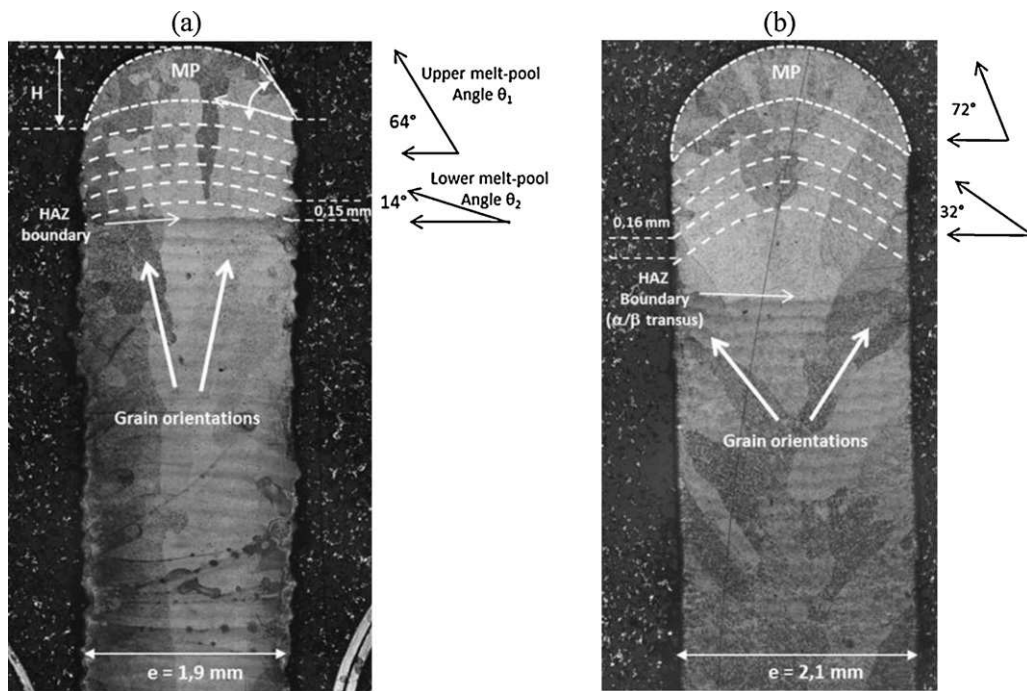 (a)
MP
H
Upper melt-pool
Angle θ₁
64°
Lower melt-pool
Angle θ₂
14°
0,15 mm
HAZ
boundary
Grain orientations
e = 1,9 mm
(b)
MP
72°
32°
0,16 mm
HAZ
Boundary
(α/β transus)
Grain orientations
e = 2,1 mm